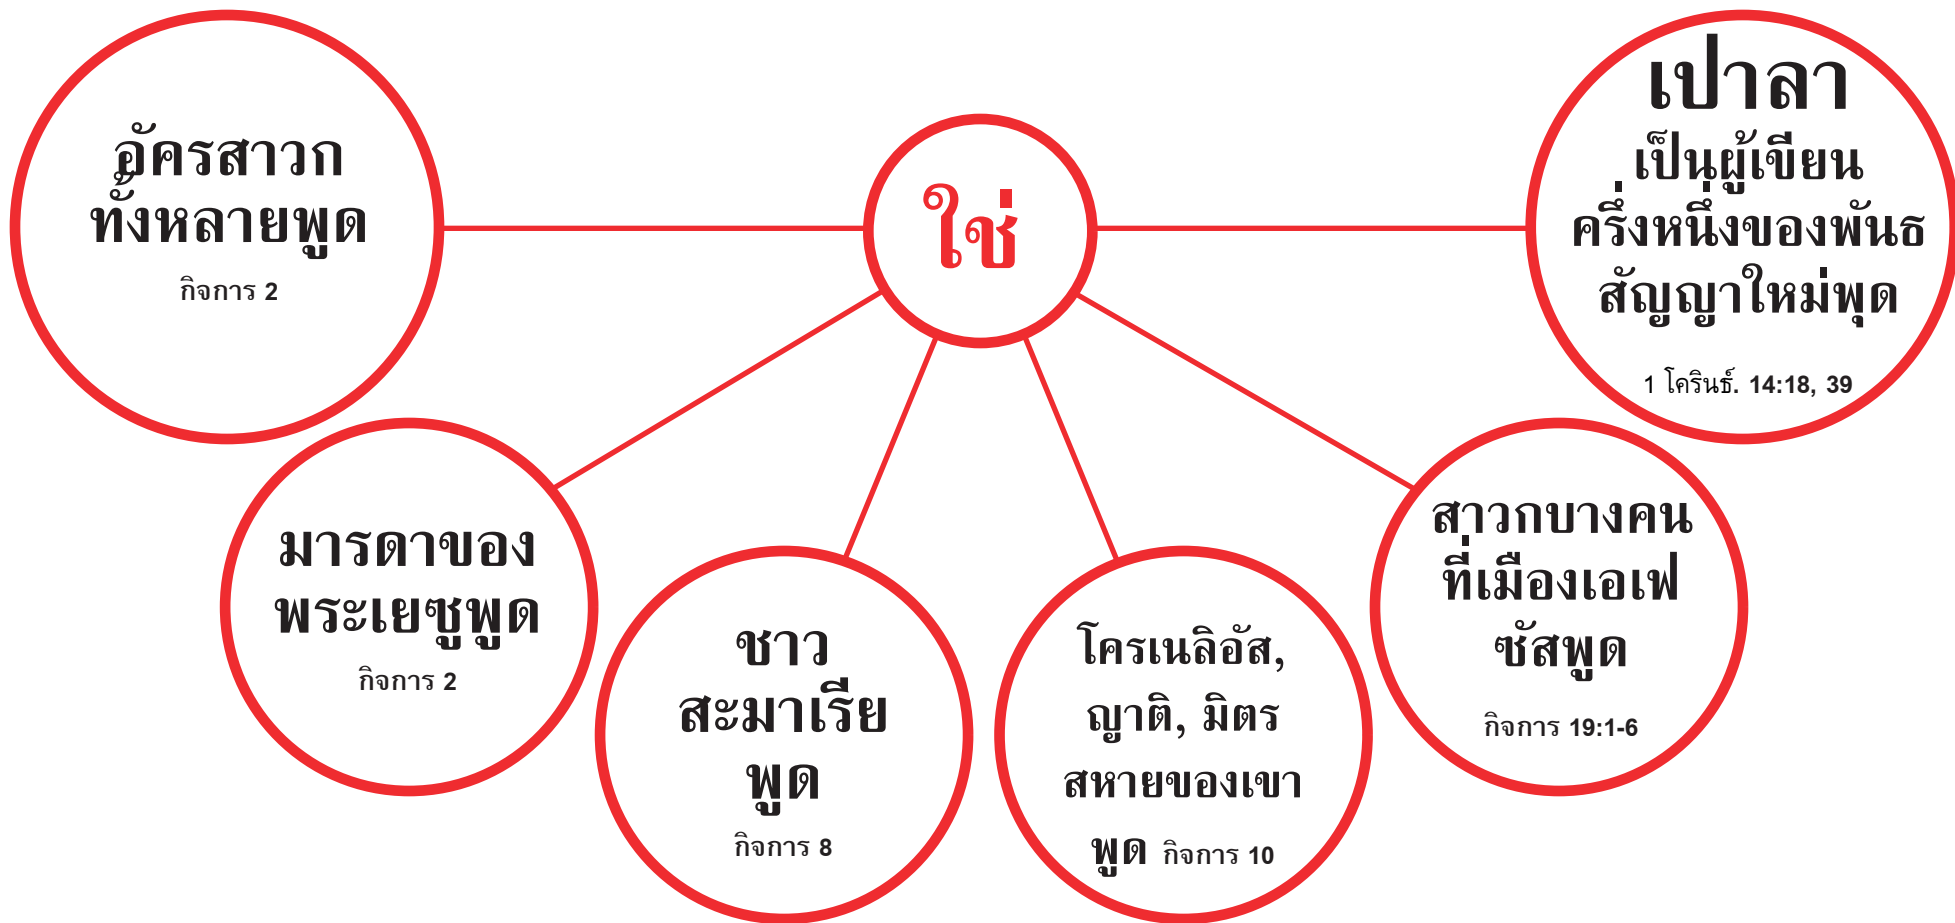 อัครสาวก
ทั้งหลายพูด
กิจการ 2
ใช่
เปาลา
เป็นผู้เขียน
ครึ่งหนึ่งของพันธ
สัญญาใหม่พุด
1 โครินธ์. 14:18, 39
มารดาของ
พระเยซูพูด
กิจการ 2
ชาว
สะมาเรีย
พูด
กิจการ 8
โครเนลิอัส,
ญาติ, มิตร
สหายของเขา
พูด กิจการ 10
สาวกบางคน
ที่เมืองเอเฟ
ซัสพูด
กิจการ 19:1-6